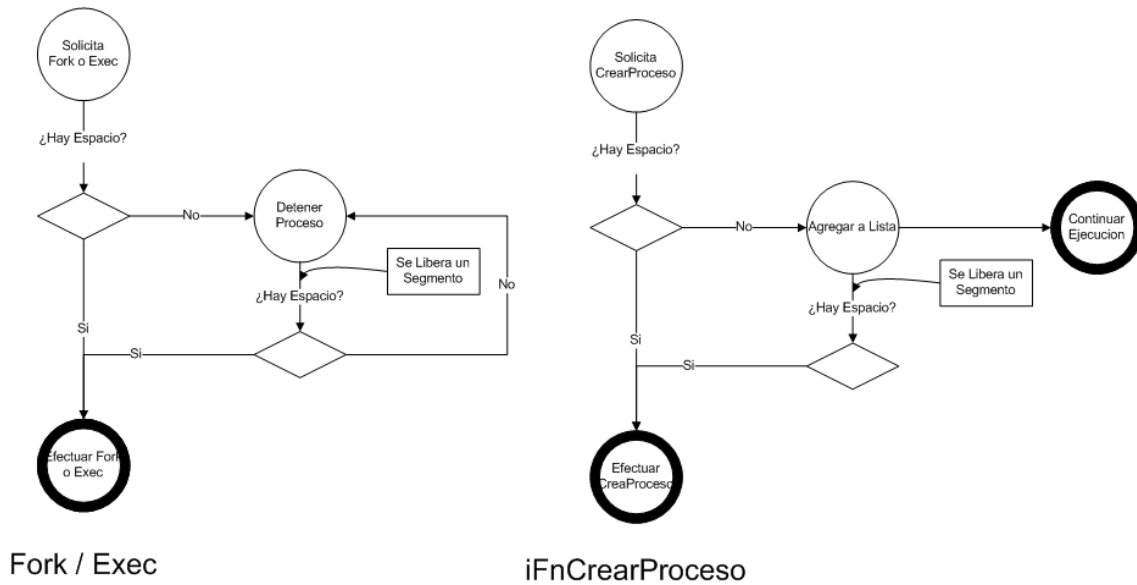 Solicita
Fork o Exec
¿Hay Espacio?
No
Detener
Proceso
Se Libera un
Segmento
¿Hay Espacio?
No
Si
Si
Efectuar Fork
o Exec
Fork / Exec
Solicita
CrearProceso
¿Hay Espacio?
No
Agregar a Lista
Continuar
Ejecucion
Se Libera un
Segmento
¿Hay Espacio?
Si
Si
Efectuar
CreaProceso
iFnCrearProceso